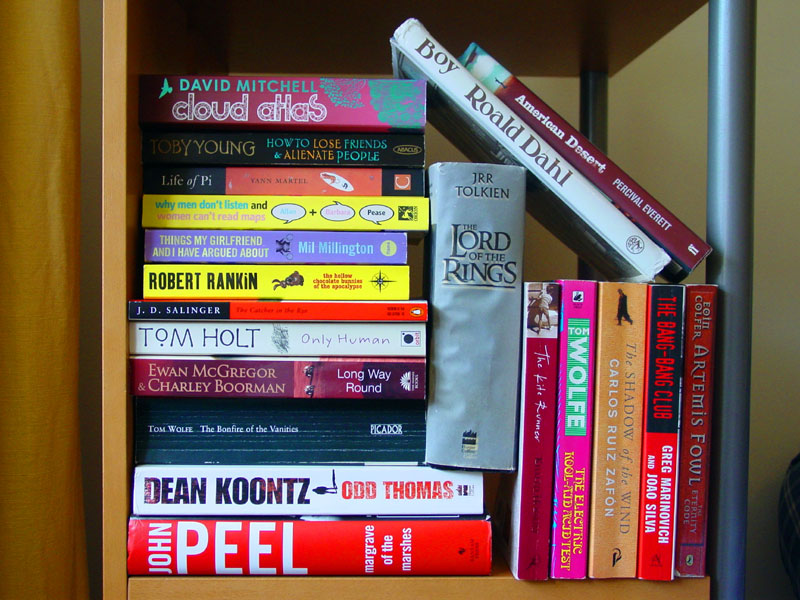 DAVID MITCHELL
cloud atlas
TOBY YOUNG
HOW TO LOSE FRIENDS
& ALIENATE PEOPLE
ABACUS
Life of Pi
YANN MARTEL
why men don't listen and
women can't read maps
Allan + Barbara Pease
THINGS MY GIRLFRIEND
AND I HAVE ARGUED ABOUT
Mil Millington
ROBERT RANKIN
the hollow
chocolate bunnies
of the apocalypse
J. D. SALINGER
The Catcher in the Rye
TOM HOLT
Only Human
orbit
EWAN MCGREGOR
& CHARLEY BOORMAN
Long Way
Round
TOM WOLFE The Bonfire of the Vanities
PICADOR
DEAN KOONTZ
ODD THOMAS
JOHN
PEEL
margrave
of the
marshes
JRR
TOLKIEN
THE
LORD
OF THE
RINGS
Boy Roald Dahl
American Desert
PERCIVAL EVERETT
The Kite Runner
TOM
WOLFE
THE ELECTRIC
KOOL-AID ACID TEST
The SHADOW of the WIND
CARLOS RUIZ ZAFÓN
THE BANG-BANG CLUB
GREG MARINOVICH
AND JOAO SILVA
EOIN
COLFER
ARTEMIS FOWL
THE
ETERNITY
CODE